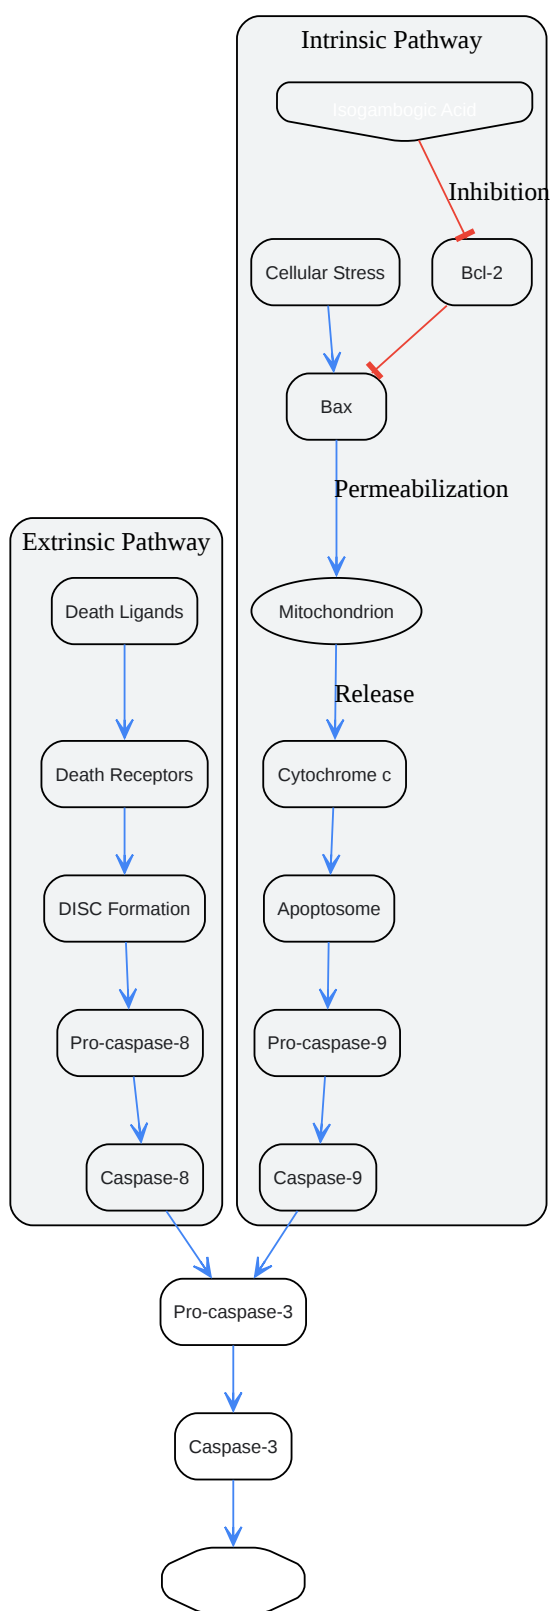 Intrinsic Pathway
Isogambogic Acid
Inhibition
Cellular Stress
Bcl-2
Bax
Permeabilization
Mitochondrion
Release
Cytochrome c
Apoptosome
Pro-caspase-9
Caspase-9
Extrinsic Pathway
Death Ligands
Death Receptors
DISC Formation
Pro-caspase-8
Caspase-8
Pro-caspase-3
Caspase-3